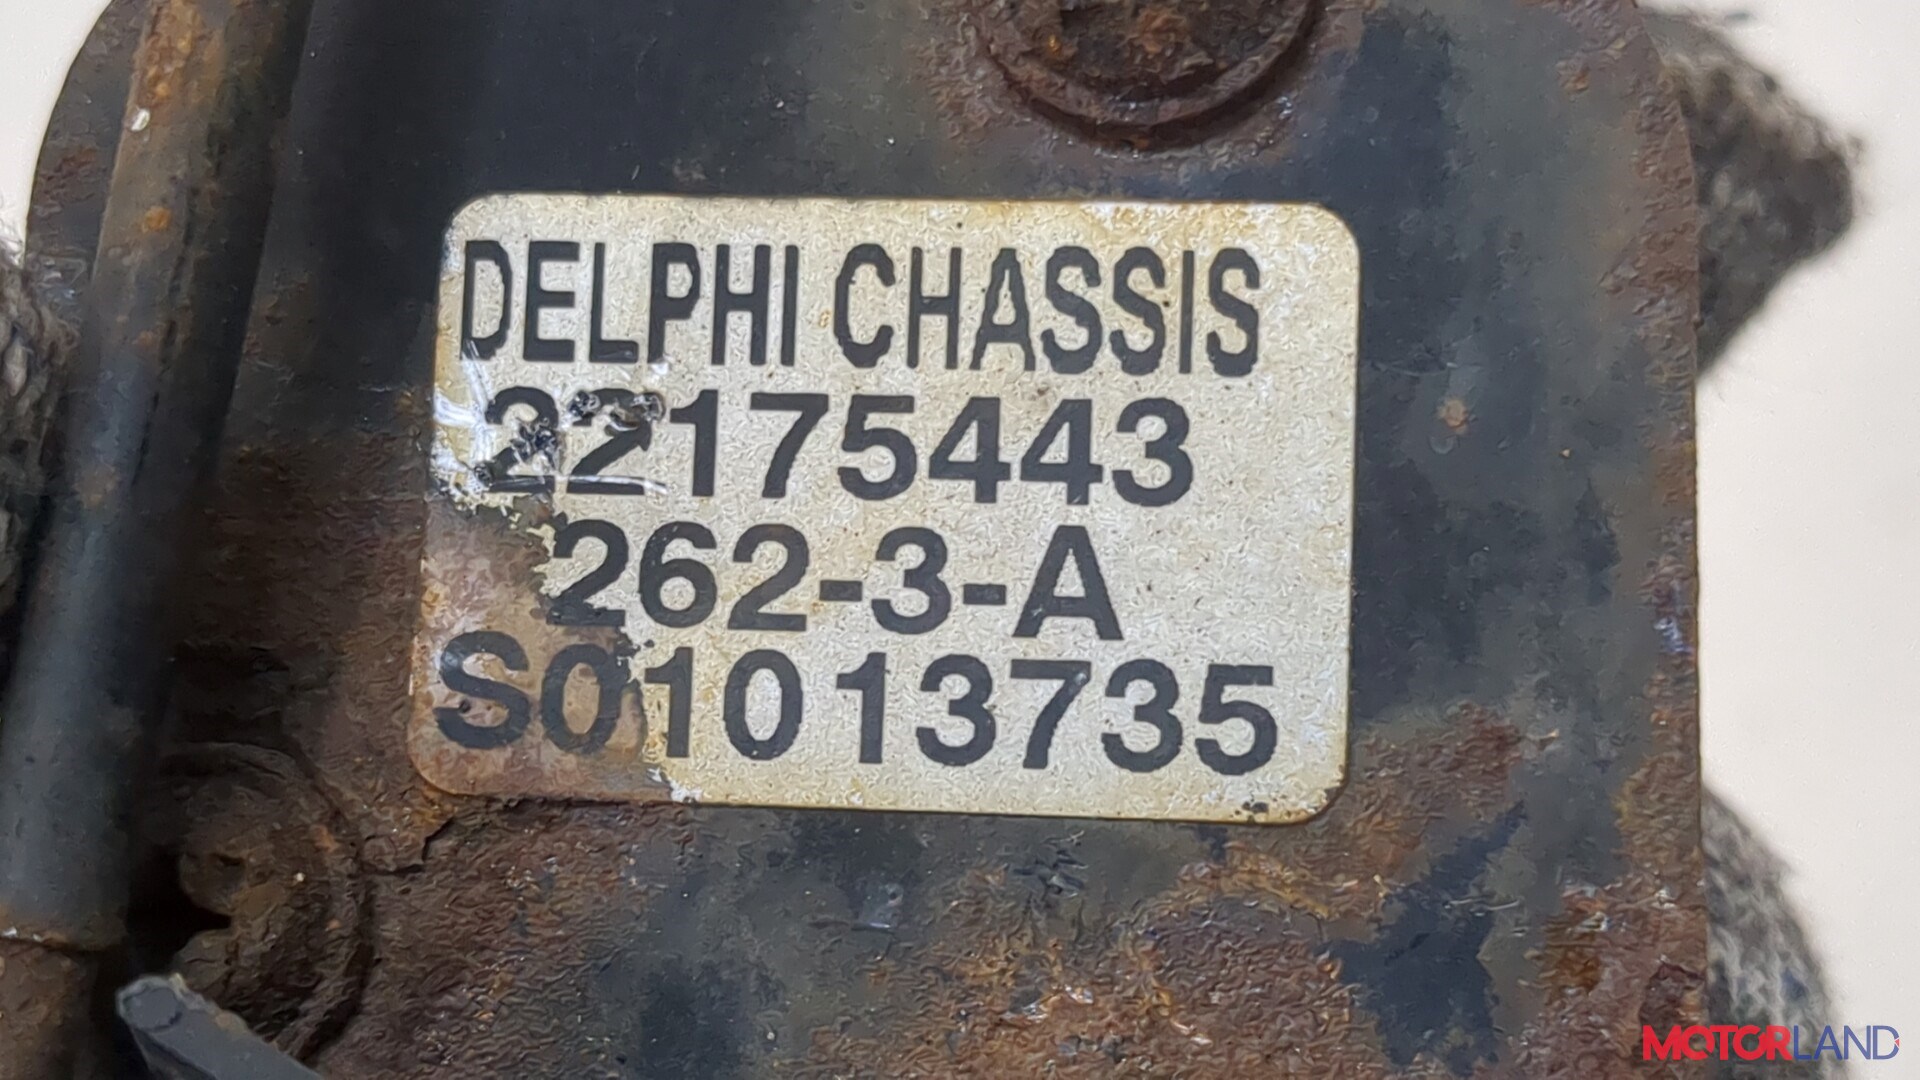 DELPHI CHASSIS
22175443
262-3-A
S01013735
MOTORLAND